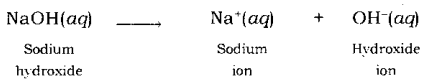 NaOH(aq) ⟶ Na⁺(aq) + OH⁻(aq)
Sodium Sodium Hydroxide
hydroxide ion ion